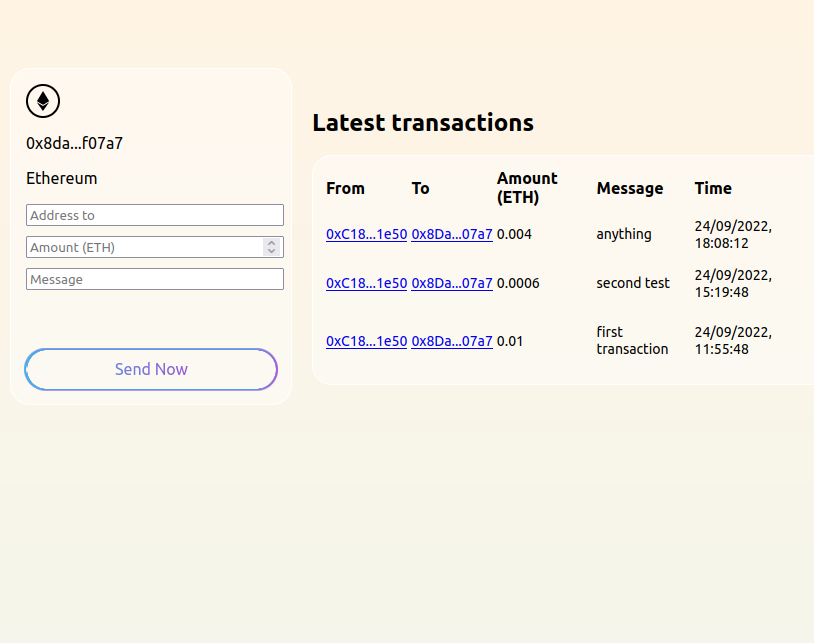 0x8da...f07a7
Ethereum
Address to
Amount (ETH)
Message
Send Now
Latest transactions
From To Amount (ETH) Message Time
0xC18...1e50 0x8Da...07a7 0.004 anything 24/09/2022, 18:08:12
0xC18...1e50 0x8Da...07a7 0.0006 second test 24/09/2022, 15:19:48
0xC18...1e50 0x8Da...07a7 0.01 first transaction 24/09/2022, 11:55:48